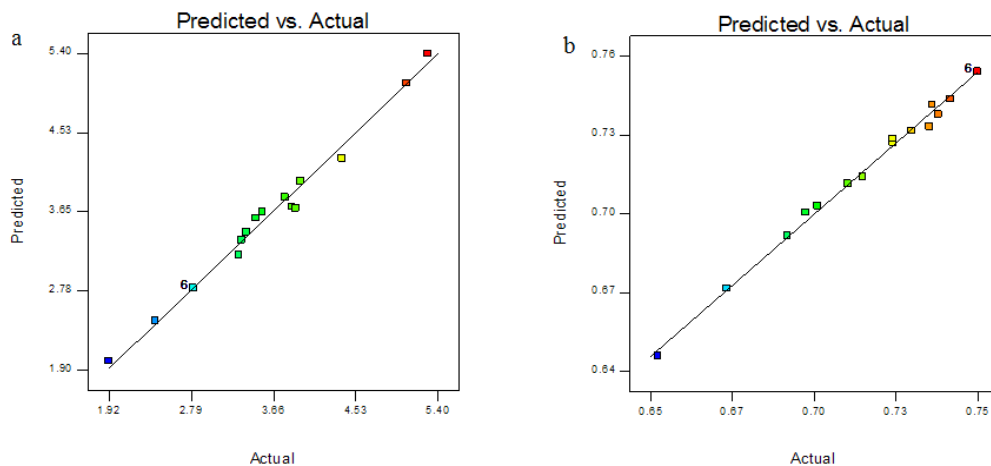 a
Predicted vs. Actual
5.40
4.53
3.65
2.78
1.90
Predicted
6
1.92 2.79 3.66 4.53 5.40
Actual
b
Predicted vs. Actual
0.76
0.73
0.70
0.67
0.64
Predicted
6
0.65 0.67 0.70 0.73 0.75
Actual